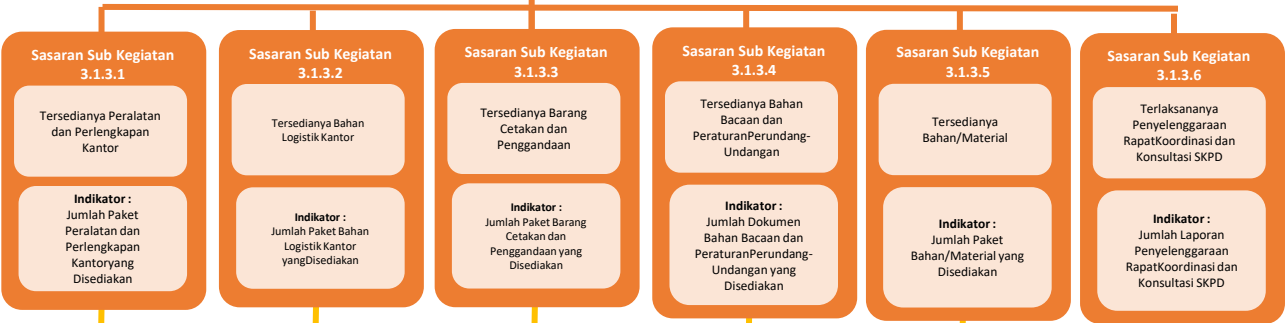 Sasaran Sub Kegiatan
3.1.3.1
Tersedianya Peralatan
dan Perlengkapan
Kantor
Indikator :
Jumlah Paket
Peralatan dan
Perlengkapan
Kantoryang
Disediakan
Sasaran Sub Kegiatan
3.1.3.2
Tersedianya Bahan
Logistik Kantor
Indikator :
Jumlah Paket Bahan
Logistik Kantor
yangDisediakan
Sasaran Sub Kegiatan
3.1.3.3
Tersedianya Barang
Cetakan dan
Penggandaan
Indikator :
Jumlah Paket Barang
Cetakan dan
Penggandaan yang
Disediakan
Sasaran Sub Kegiatan
3.1.3.4
Tersedianya Bahan
Bacaan dan
PeraturanPerundang-
Undangan
Indikator :
Jumlah Dokumen
Bahan Bacaan dan
PeraturanPerundang-
Undangan yang
Disediakan
Sasaran Sub Kegiatan
3.1.3.5
Tersedianya
Bahan/Material
Indikator :
Jumlah Paket
Bahan/Material yang
Disediakan
Sasaran Sub Kegiatan
3.1.3.6
Terlaksananya
Penyelenggaraan
RapatKoordinasi dan
Konsultasi SKPD
Indikator :
Jumlah Laporan
Penyelenggaraan
RapatKoordinasi dan
Konsultasi SKPD